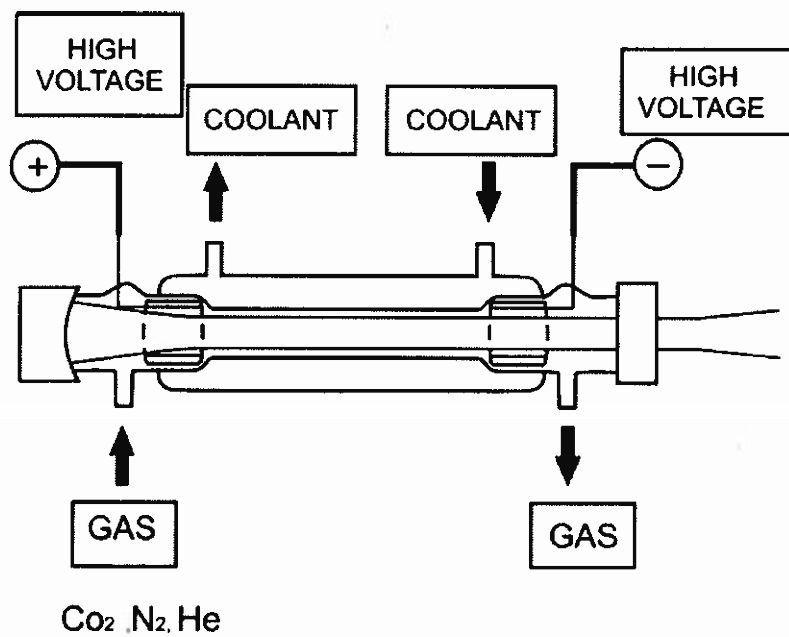 HIGH
VOLTAGE
HIGH
VOLTAGE
COOLANT
COOLANT
+
−
GAS
GAS
Co₂ .N₂, He